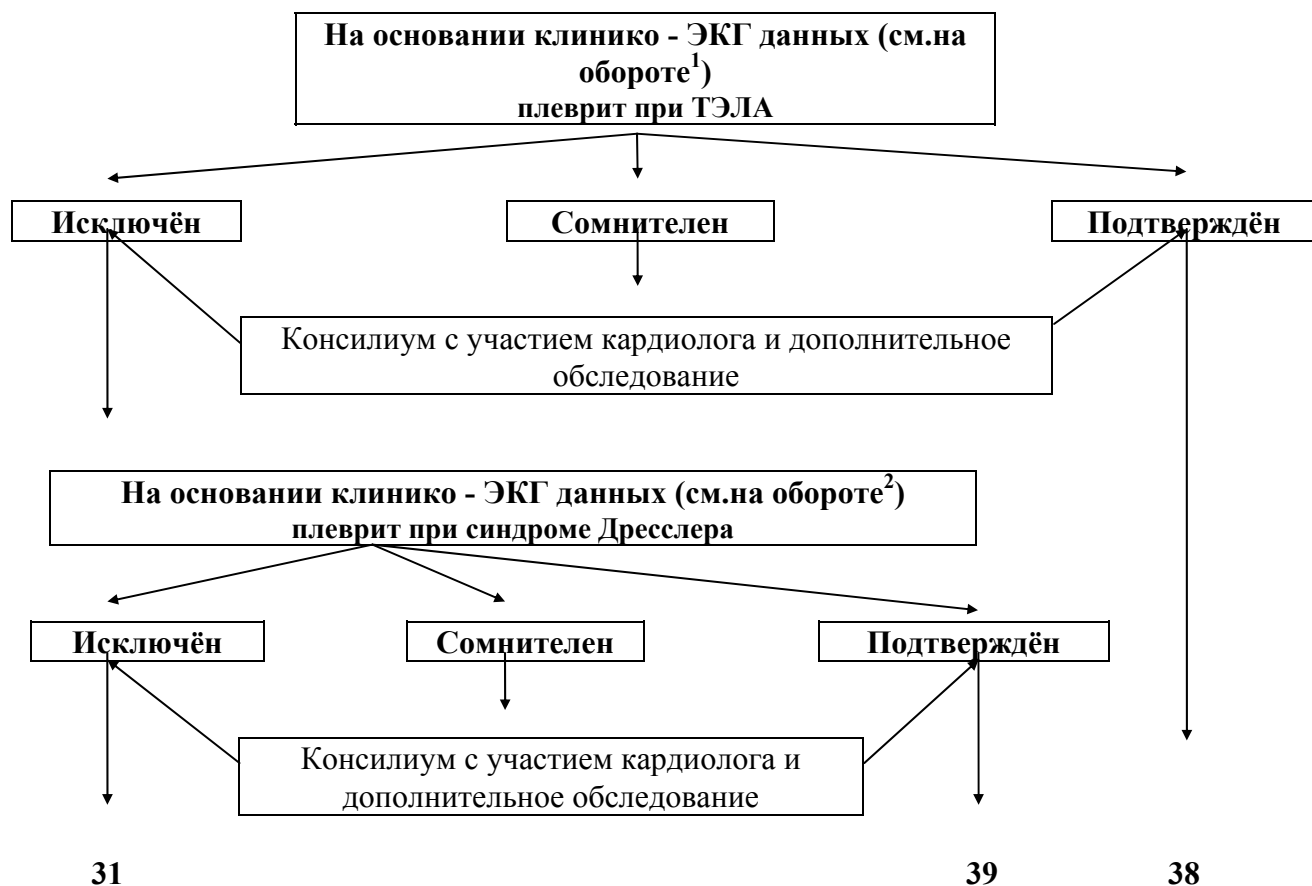 На основании клинико - ЭКГ данных (см.на
обороте¹)
плеврит при ТЭЛА
Исключён
Сомнителен
Подтверждён
Консилиум с участием кардиолога и дополнительное
обследование
На основании клинико - ЭКГ данных (см.на обороте²)
плеврит при синдроме Дресслера
Исключён
Сомнителен
Подтверждён
Консилиум с участием кардиолога и
дополнительное обследование
31
39
38